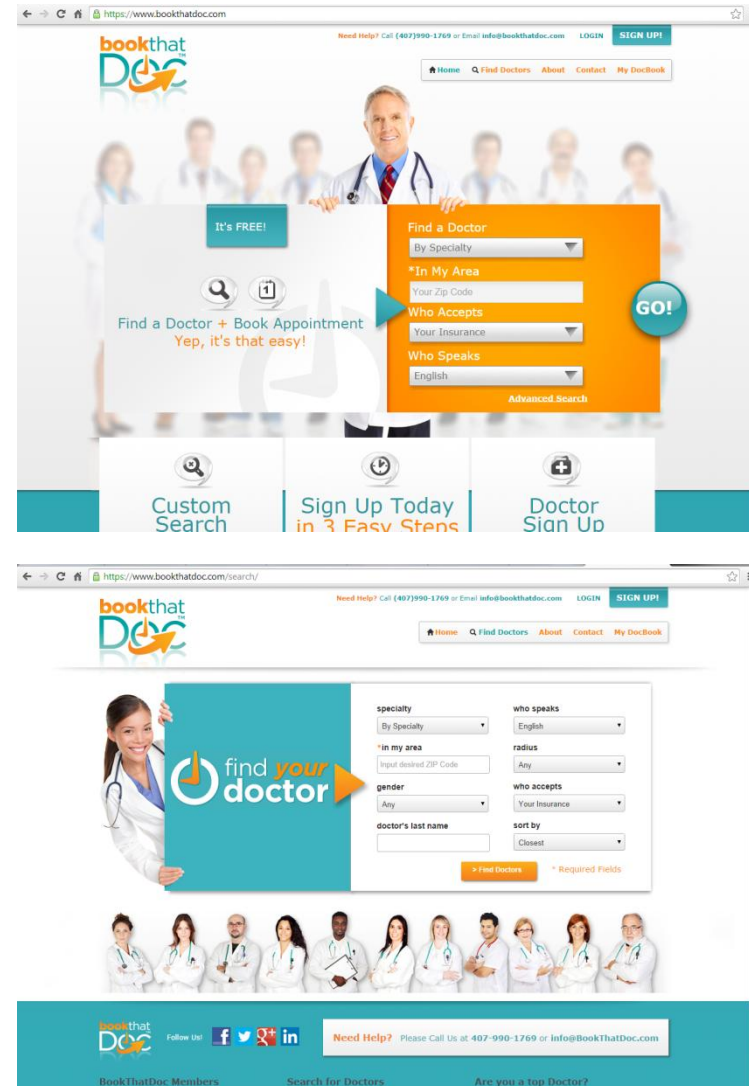 https://www.bookthatdoc.com
Need Help? Call (407)990-1769 or Email info@bookthatdoc.com LOGIN SIGN UP!
bookthat
DOC™
Home Find Doctors About Contact My DocBook
It's FREE!
1
Find a Doctor + Book Appointment
Yep, it's that easy!
Find a Doctor
By Specialty
*In My Area
Your Zip Code
Who Accepts
Your Insurance
Who Speaks
English
Advanced Search
GO!
Custom
Search
Sign Up Today
in 3 Easy Steps
Doctor
Sign Up
https://www.bookthatdoc.com/search/
Need Help? Call (407)990-1769 or Email info@bookthatdoc.com LOGIN SIGN UP!
bookthat
DOC™
Home Find Doctors About Contact My DocBook
find your
doctor
specialty
By Specialty
*in my area
Input desired ZIP Code
gender
Any
doctor's last name
who speaks
English
radius
Any
who accepts
Your Insurance
sort by
Closest
> Find Doctors * Required Fields
bookthat
DOC
Follow Us! f g+ in
Need Help? Please Call Us at 407-990-1769 or info@BookThatDoc.com
BookThatDoc Members Search for Doctors Are you a top Doctor?